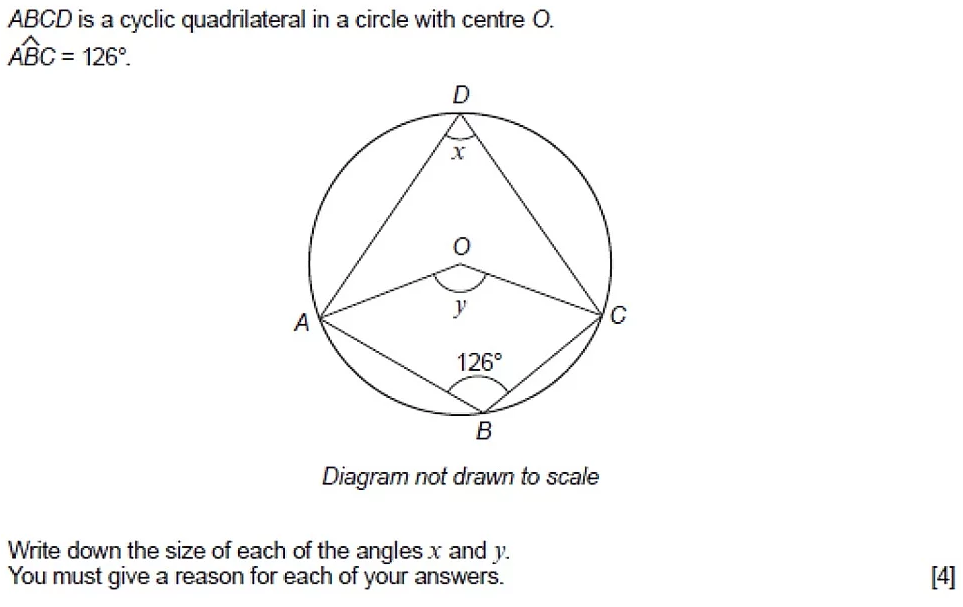 ABCD is a cyclic quadrilateral in a circle with centre O.
AB̂C = 126°.
D
x
O
y
A
C
126°
B
Diagram not drawn to scale
Write down the size of each of the angles x and y.
You must give a reason for each of your answers. [4]